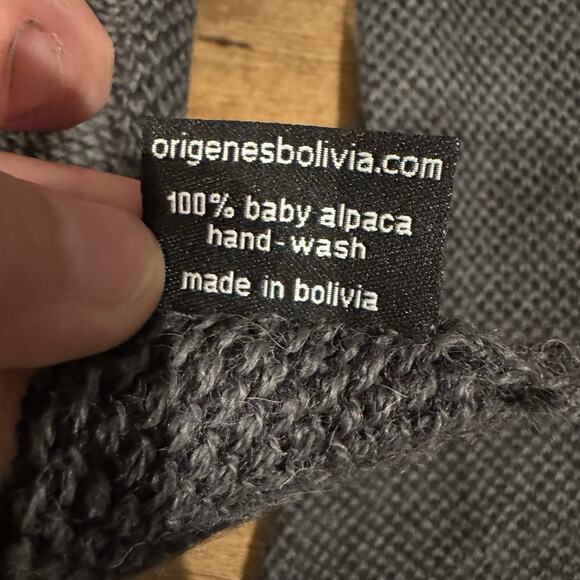 origenesbolivia.com
100% baby alpaca
hand-wash
made in bolivia